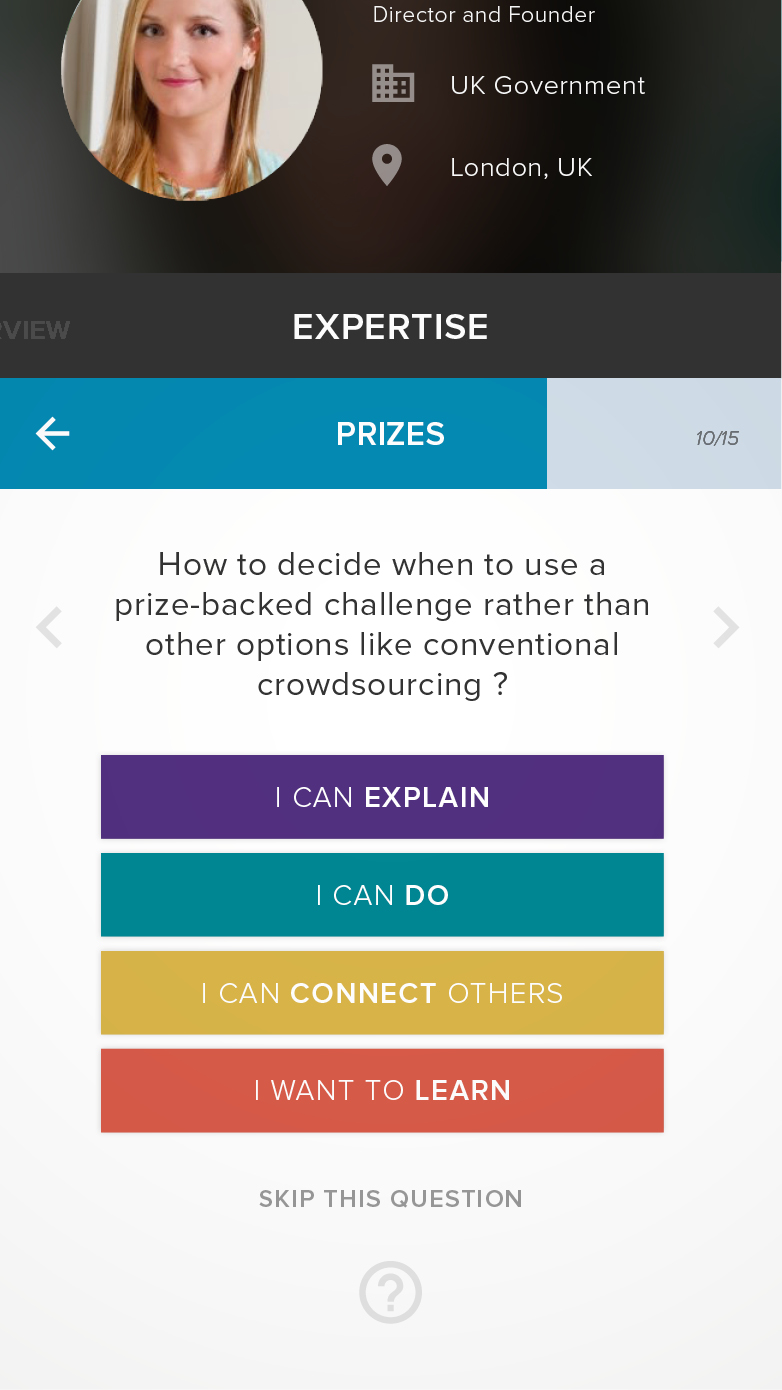 Director and Founder
UK Government
London, UK
RVIEW
EXPERTISE
PRIZES
10/15
How to decide when to use a
prize-backed challenge rather than
other options like conventional
crowdsourcing ?
I CAN EXPLAIN
I CAN DO
I CAN CONNECT OTHERS
I WANT TO LEARN
SKIP THIS QUESTION
?